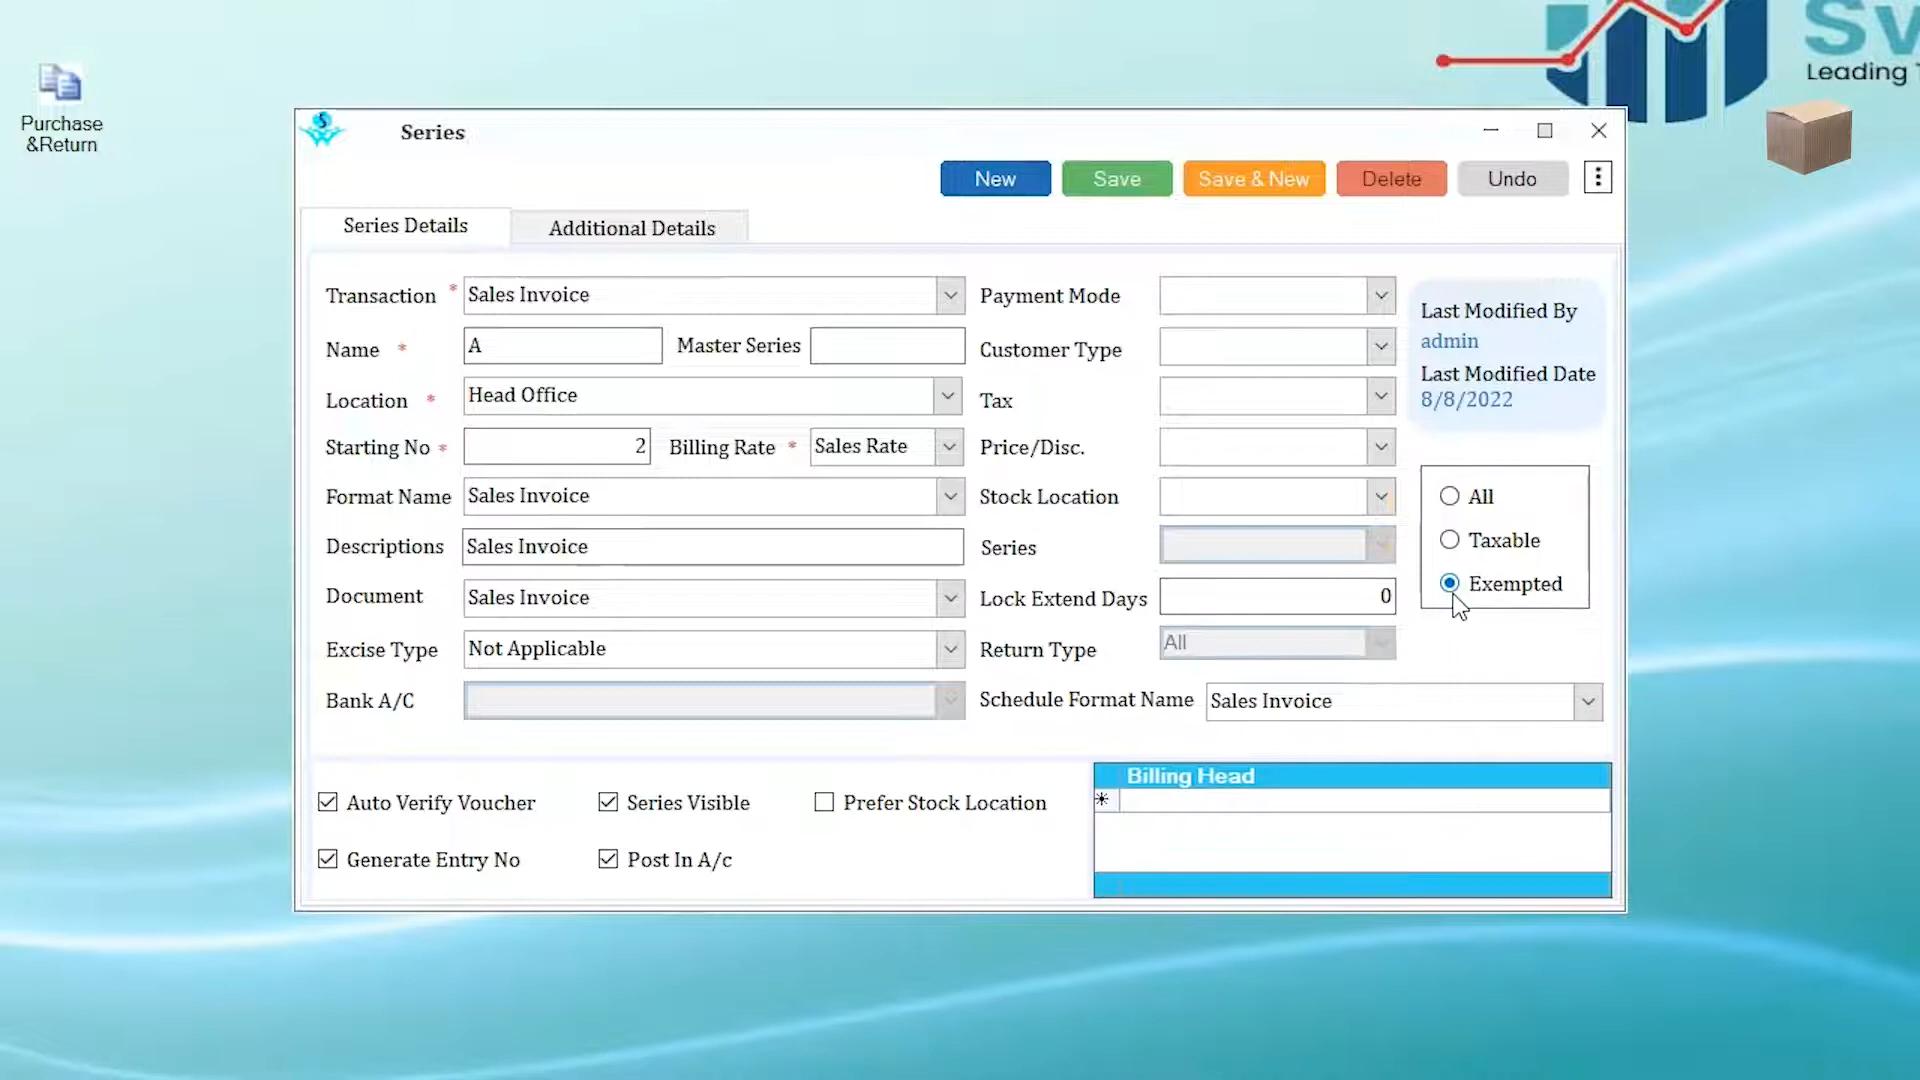 Purchase
&Return
Leading
Series
New
Save
Save & New
Delete
Undo
Series Details
Additional Details
Transaction * Sales Invoice
Payment Mode
Last Modified By
admin
Name * A
Master Series
Customer Type
Last Modified Date
8/8/2022
Location * Head Office
Tax
Starting No * 2
Billing Rate * Sales Rate
Price/Disc.
Format Name Sales Invoice
Stock Location
All
Descriptions Sales Invoice
Series
Taxable
Document Sales Invoice
Lock Extend Days 0
Exempted
Excise Type Not Applicable
Return Type All
Bank A/C
Schedule Format Name Sales Invoice
Billing Head
Auto Verify Voucher
Series Visible
Prefer Stock Location
Generate Entry No
Post In A/c